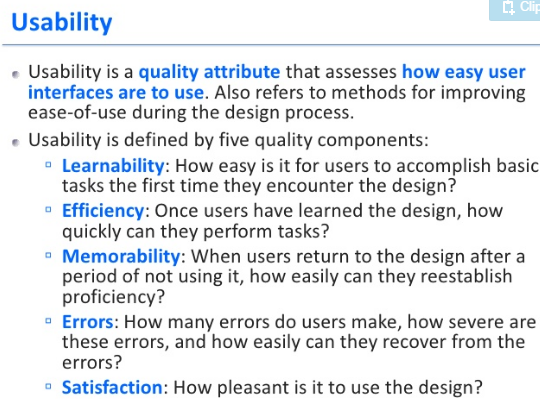 Clip
Usability
Usability is a quality attribute that assesses how easy user
interfaces are to use. Also refers to methods for improving
ease-of-use during the design process.
Usability is defined by five quality components:
Learnability: How easy is it for users to accomplish basic
tasks the first time they encounter the design?
Efficiency: Once users have learned the design, how
quickly can they perform tasks?
Memorability: When users return to the design after a
period of not using it, how easily can they reestablish
proficiency?
Errors: How many errors do users make, how severe are
these errors, and how easily can they recover from the
errors?
Satisfaction: How pleasant is it to use the design?